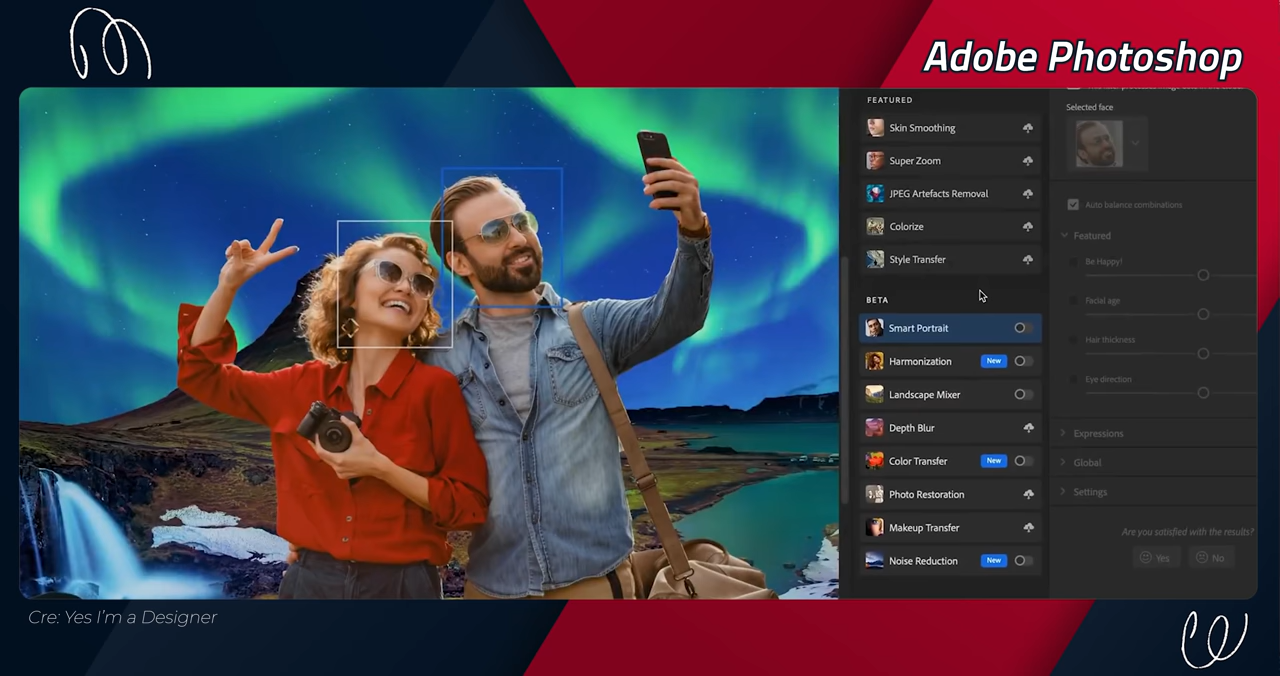 Adobe Photoshop
FEATURED
Skin Smoothing
Super Zoom
JPEG Artefacts Removal
Colorize
Style Transfer
BETA
Smart Portrait
Harmonization New
Landscape Mixer
Depth Blur
Color Transfer New
Photo Restoration
Makeup Transfer
Noise Reduction New
Selected face
Auto balance combinations
Featured
Be Happy!
Facial age
Hair thickness
Eye direction
Expressions
Global
Settings
Are you satisfied with the results?
Yes No
Cre: Yes I'm a Designer